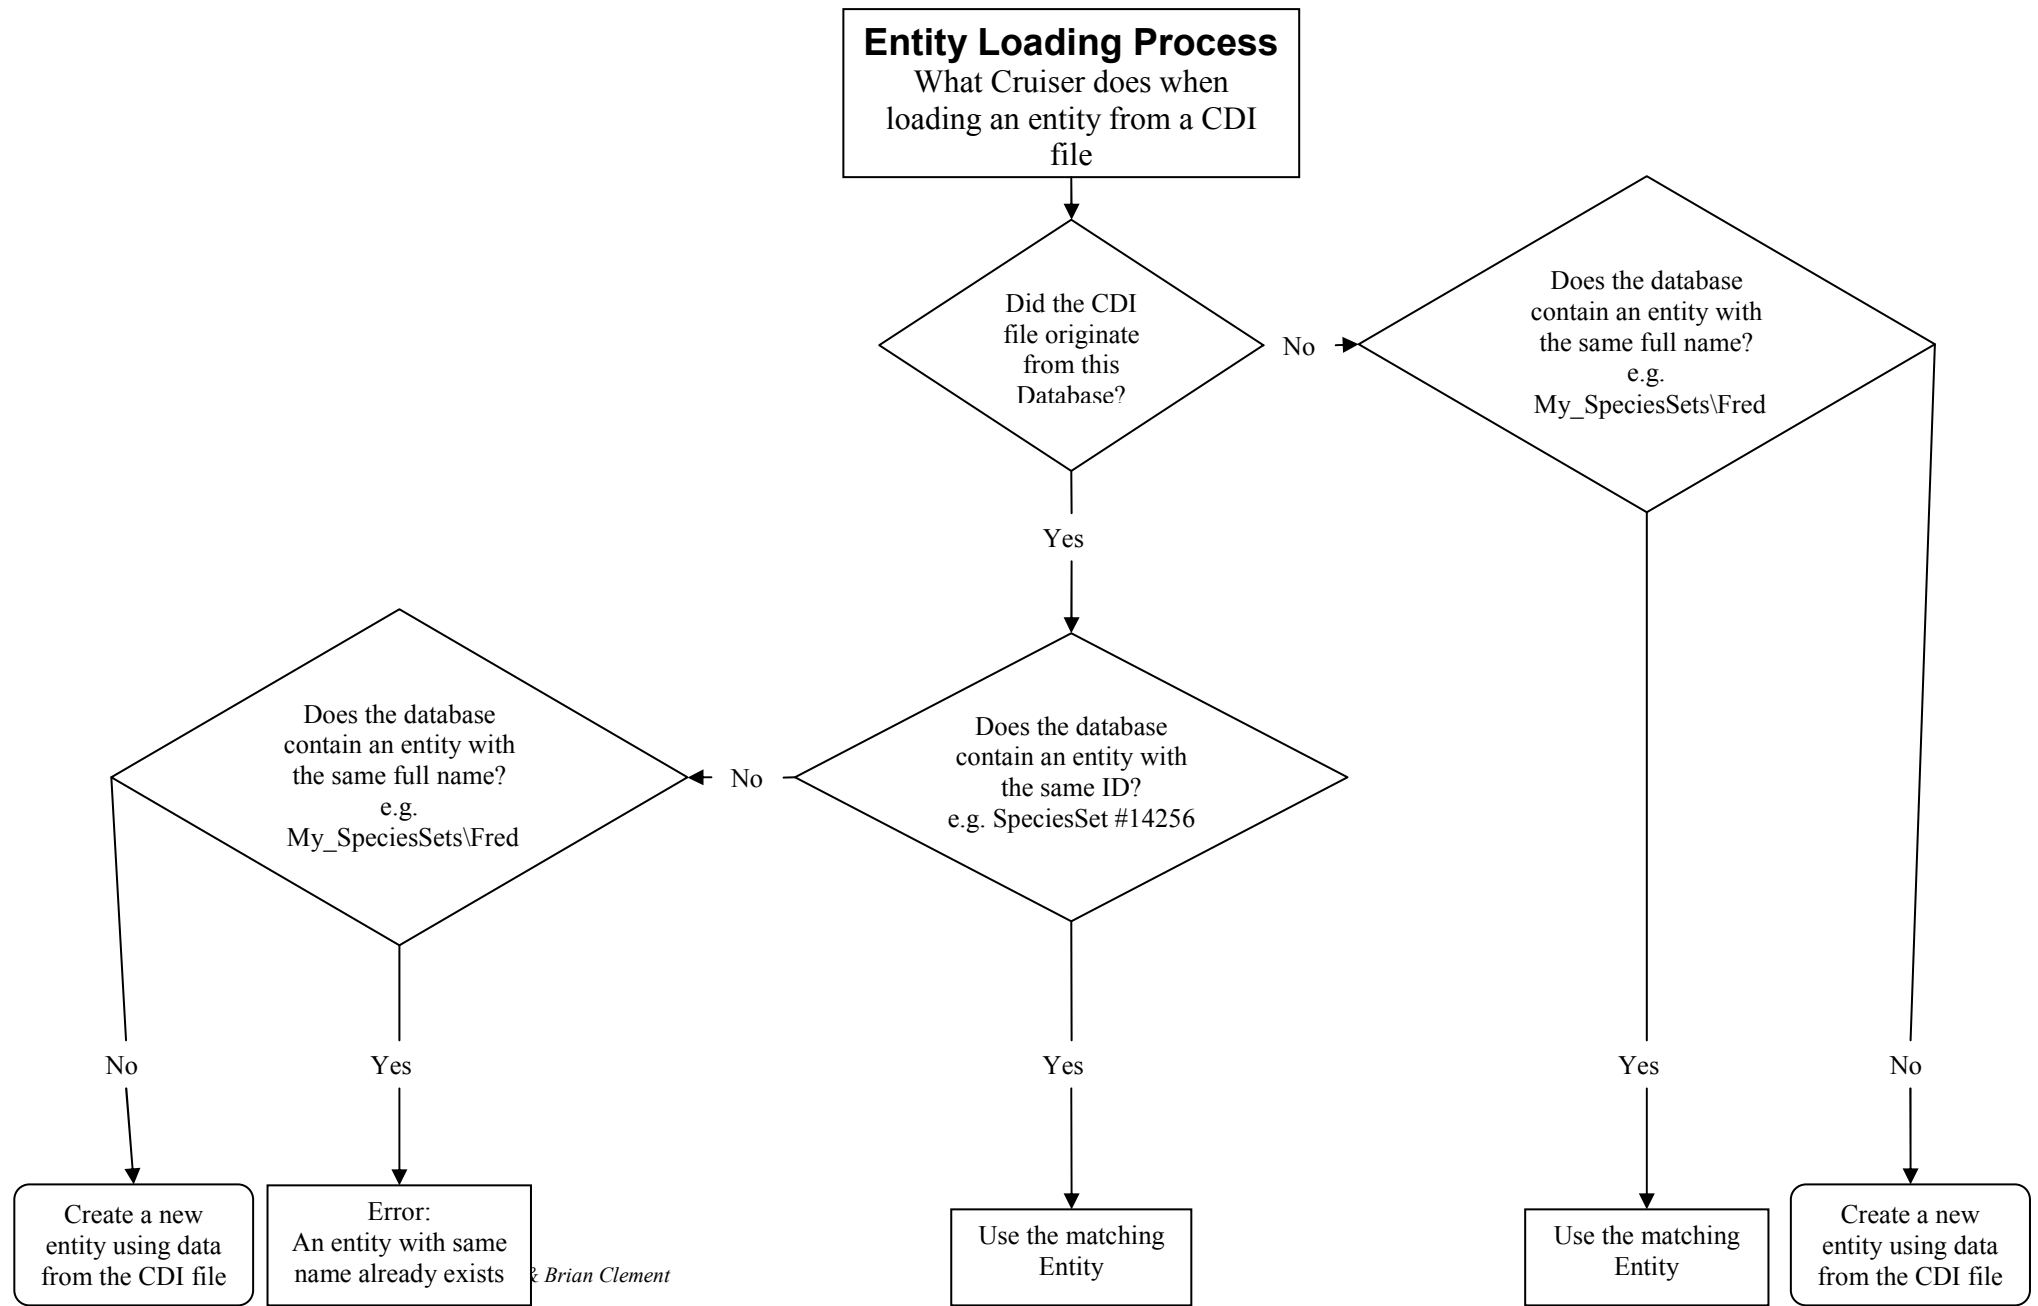 Entity Loading Process
What Cruiser does when
loading an entity from a CDI
file
Did the CDI
file originate
from this
Database?
No
Does the database
contain an entity with
the same full name?
e.g.
My_SpeciesSets\Fred
Yes
Does the database
contain an entity with
the same full name?
e.g.
My_SpeciesSets\Fred
No
Does the database
contain an entity with
the same ID?
e.g. SpeciesSet #14256
No
Yes
Yes
Yes
No
Create a new
entity using data
from the CDI file
Error:
An entity with same
name already exists
& Brian Clement
Use the matching
Entity
Use the matching
Entity
Create a new
entity using data
from the CDI file